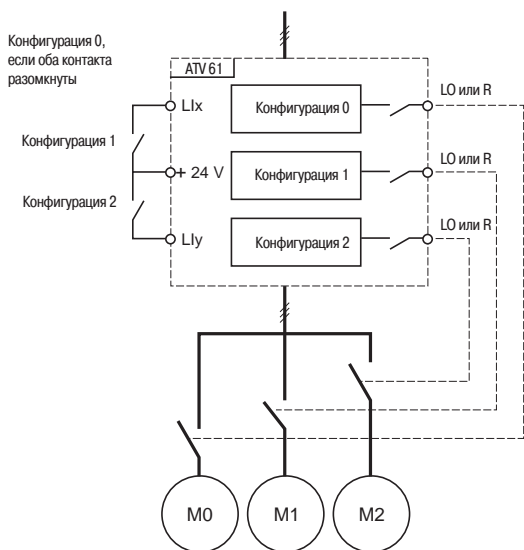 Конфигурация 0,
если оба контакта
разомкнуты
ATV 61
LIx
Конфигурация 0
LO или R
Конфигурация 1
+ 24 V
Конфигурация 1
LO или R
Конфигурация 2
LIy
Конфигурация 2
LO или R
M0
M1
M2